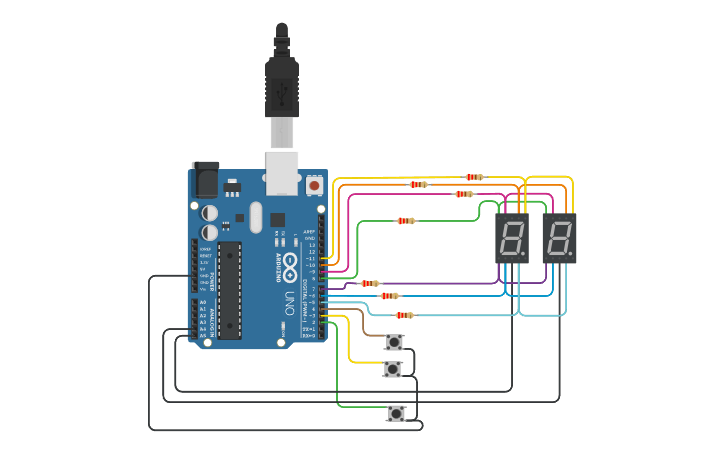 AREF
GND
13
12
~11
~10
~9
8
7
~6
~5
4
~3
2
TX→1
RX←0
IOREF
RESET
3.3V
5V
GND
GND
Vin
A0
A1
A2
A3
A4
A5
POWER
ANALOG IN
DIGITAL (PWM~)
ARDUINO
UNO
TX
RX
L
ON